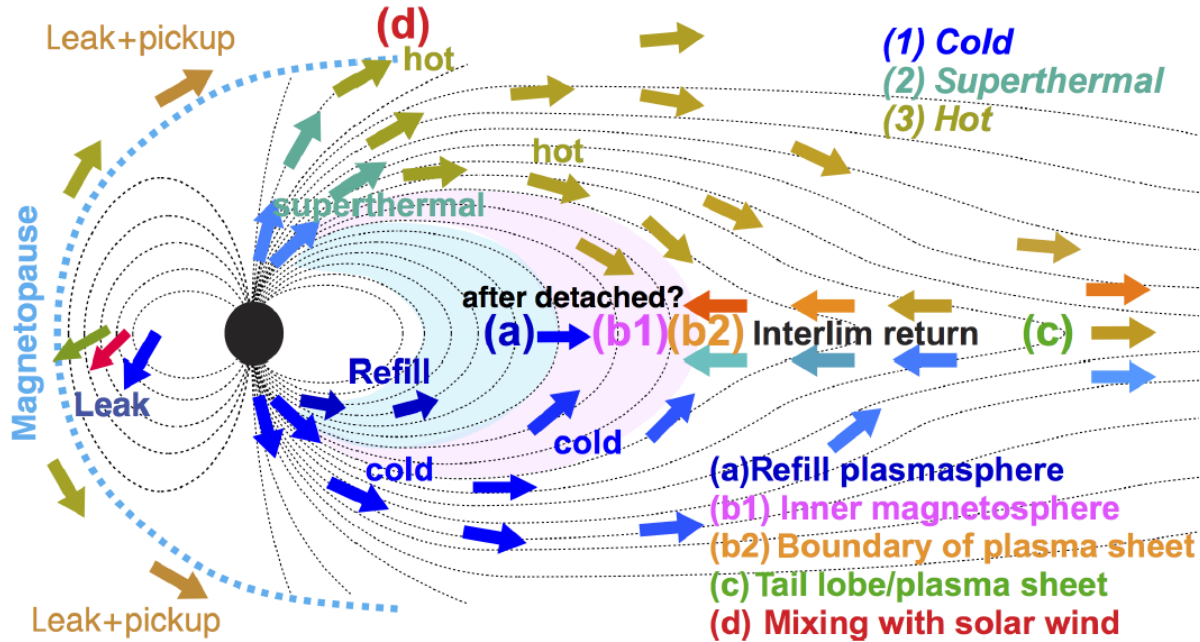 Leak+pickup
(d)
hot
(1) Cold
(2) Superthermal
(3) Hot
hot
superthermal
Magnetopause
after detached?
(a)
(b1)
(b2)
Interlim return
(c)
Leak
Refill
cold
cold
(a)Refill plasmasphere
(b1) Inner magnetosphere
(b2) Boundary of plasma sheet
(c) Tail lobe/plasma sheet
(d) Mixing with solar wind
Leak+pickup